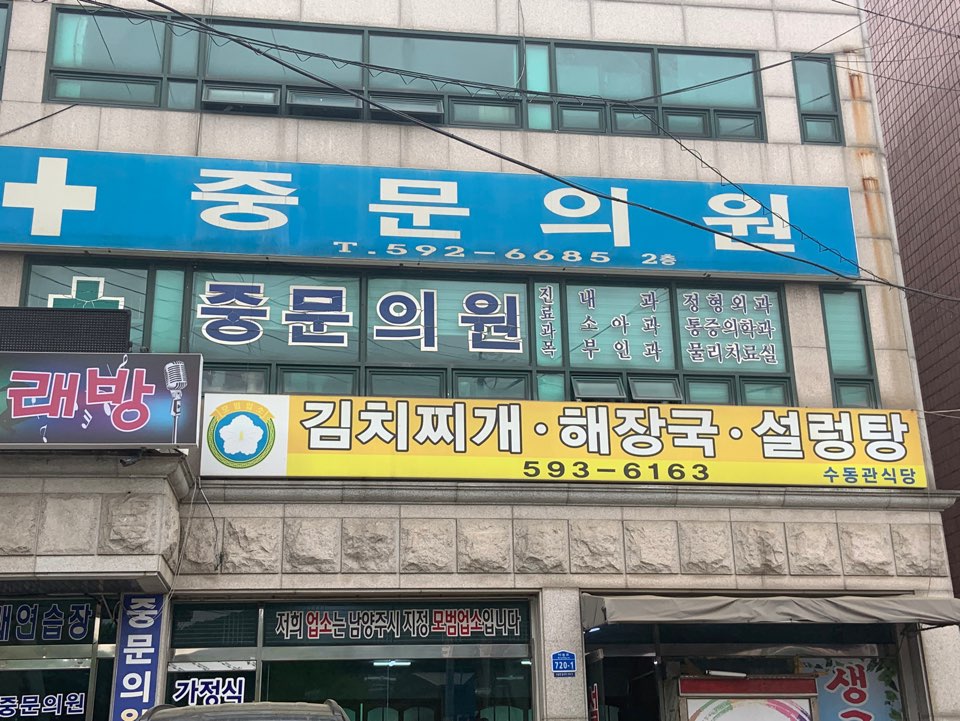 중문의원
T.592-6685 2층
중문의원
진료과목
내과 정형외과
소아과 통증의학과
부인과 물리치료실
래방
김치찌개·해장국·설렁탕
593-6163
수동관식당
저희 업소는 남양주시 지정 모범업소입니다
래연습장
중문의원
중문의
가정식
720-1
생